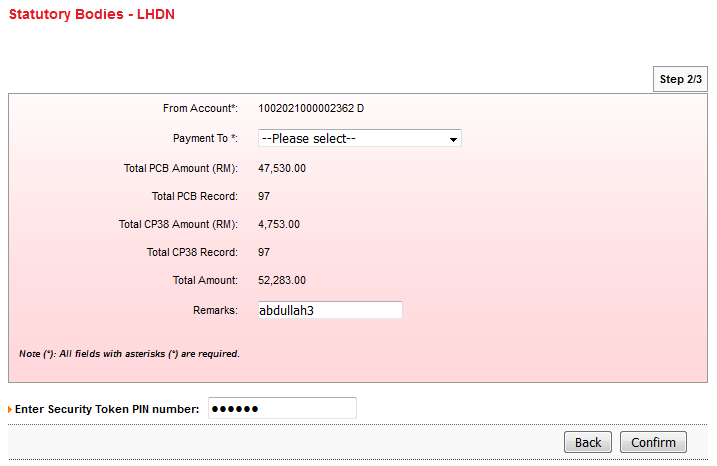 Statutory Bodies - LHDN
Step 2/3
From Account*: 1002021000002362 D
Payment To *: --Please select--
Total PCB Amount (RM): 47,530.00
Total PCB Record: 97
Total CP38 Amount (RM): 4,753.00
Total CP38 Record: 97
Total Amount: 52,283.00
Remarks: abdullah3
Note (*): All fields with asterisks (*) are required.
Enter Security Token PIN number: ●●●●●●
Back Confirm